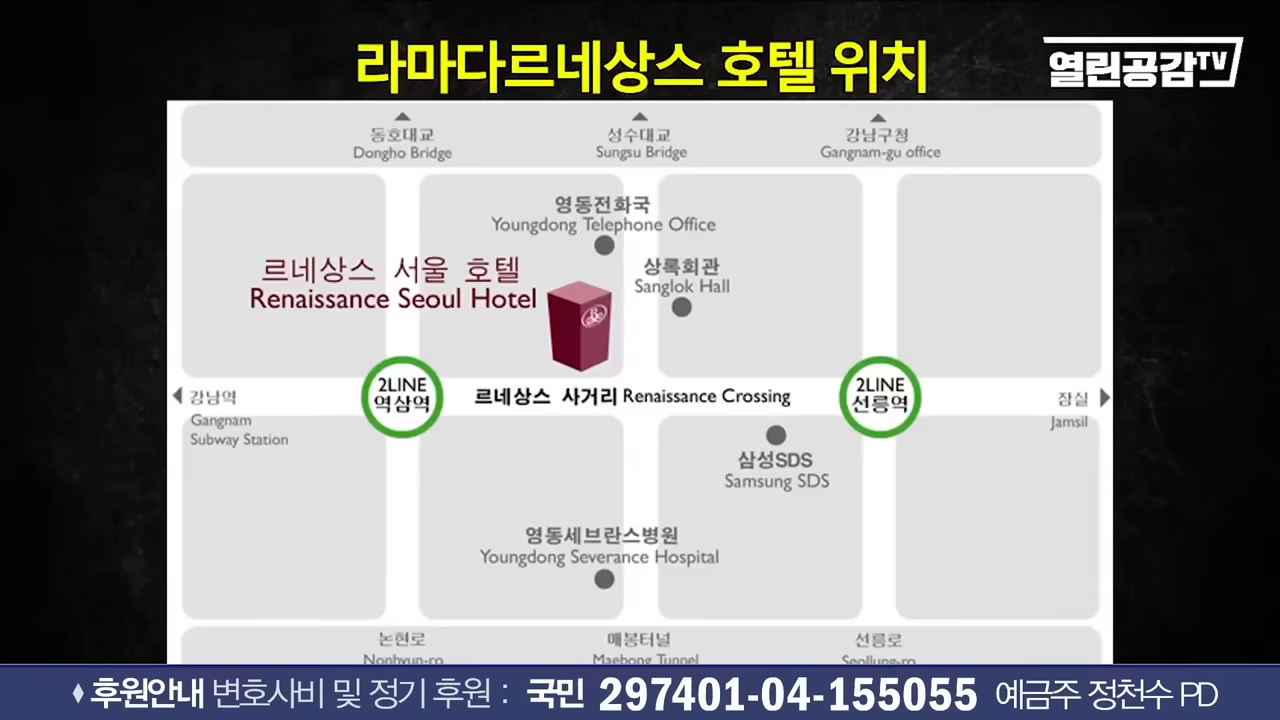 라마다르네상스 호텔 위치
열린공감TV
동호대교
Dongho Bridge
성수대교
Sungsu Bridge
강남구청
Gangnam-gu office
영동전화국
Youngdong Telephone Office
르네상스 서울 호텔
Renaissance Seoul Hotel
상록회관
Sanglok Hall
강남역
Gangnam
Subway Station
2LINE
역삼역
르네상스 사거리 Renaissance Crossing
2LINE
선릉역
잠실
Jamsil
삼성SDS
Samsung SDS
영동세브란스병원
Youngdong Severance Hospital
논현로
Nonhyun-ro
매봉터널
Maebong Tunnel
선릉로
Seollung-ro
♦ 후원안내 변호사비 및 정기 후원 : 국민 297401-04-155055 예금주 정천수 PD